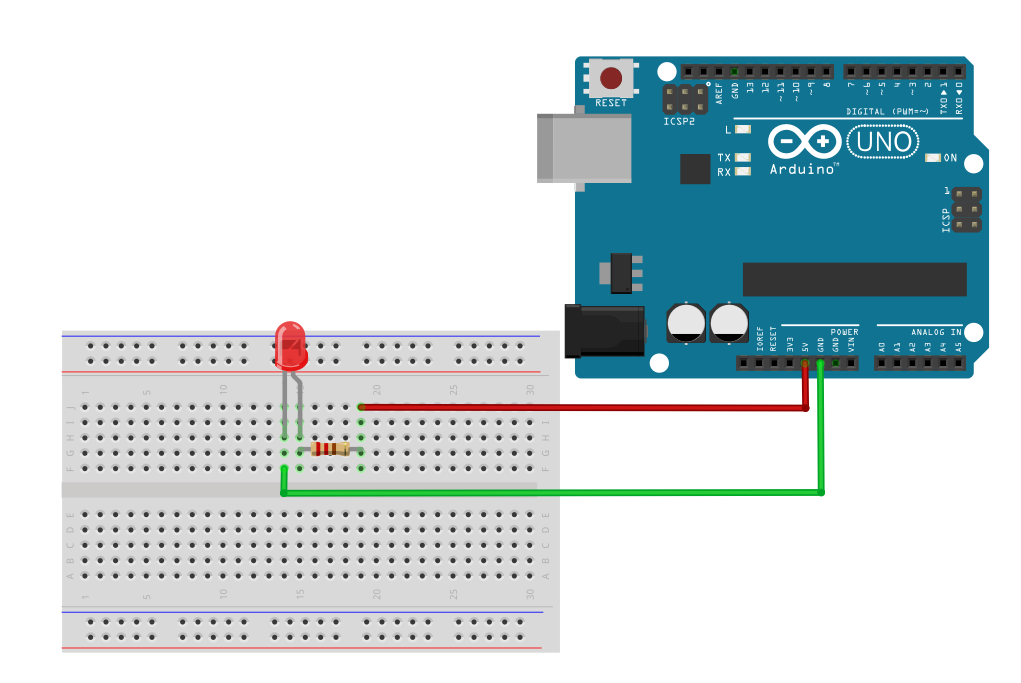 RESET
ICSP2
AREF
GND
13
12
~11
~10
~9
8
7
~6
~5
4
~3
2
TX0▶1
RX0◀0
DIGITAL (PWM=~)
L
TX
RX
UNO
Arduino™
ON
1
ICSP
IOREF
RESET
3V3
5V
GND
GND
VIN
POWER
ANALOG IN
A0
A1
A2
A3
A4
A5
1 5 10 15 20 25 30
J J
I I
H H
G G
F F
E E
D D
C C
B B
A A
1 5 10 15 20 25 30